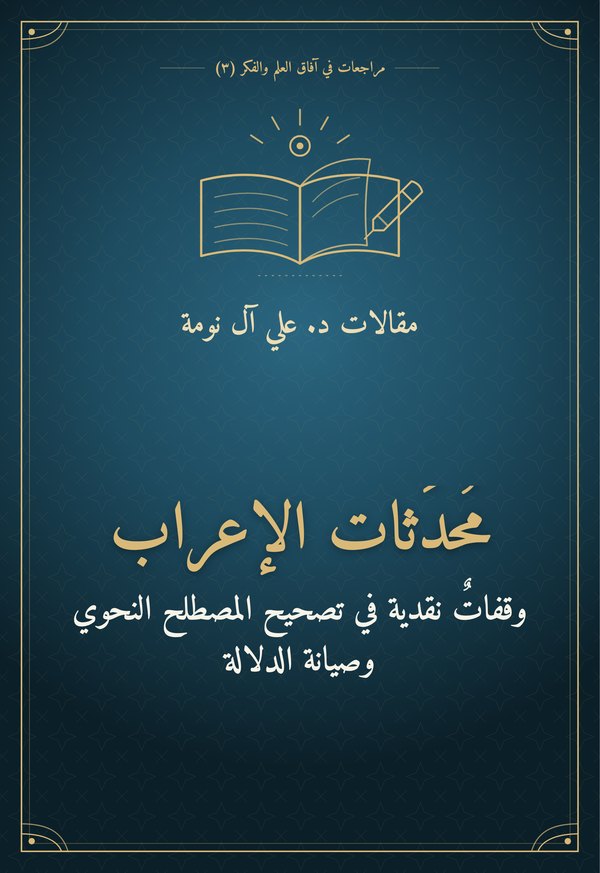 مراجعات في آفاق العلم والفكر (٣)
مقالات د. علي آل نومة
مَحدَثات الإعراب
وقفاتٌ نقدية في تصحيح المصطلح النحوي
وصيانة الدلالة